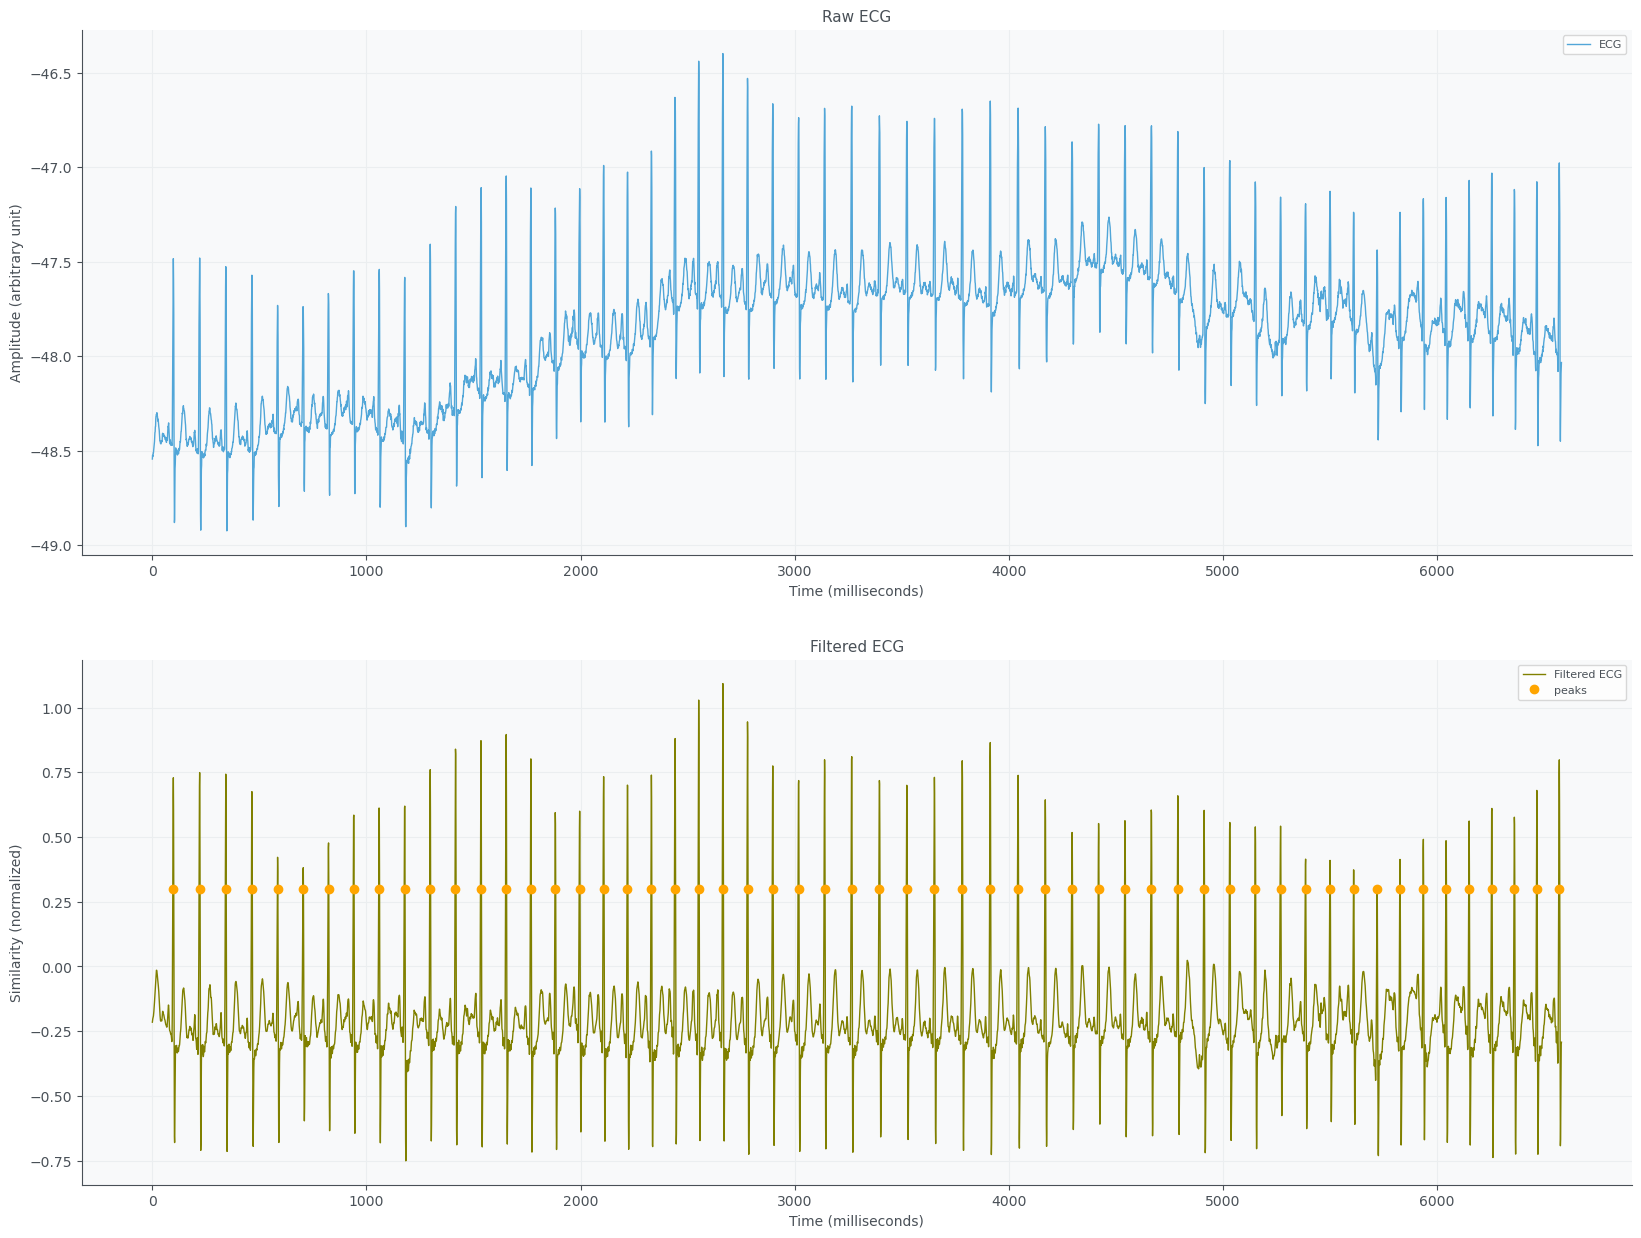 Raw ECG
ECG
−46.5
−47.0
−47.5
−48.0
−48.5
−49.0
Amplitude (arbitrary unit)
0 1000 2000 3000 4000 5000 6000
Time (milliseconds)
Filtered ECG
Filtered ECG
peaks
1.00
0.75
0.50
0.25
0.00
−0.25
−0.50
−0.75
Similarity (normalized)
0 1000 2000 3000 4000 5000 6000
Time (milliseconds)